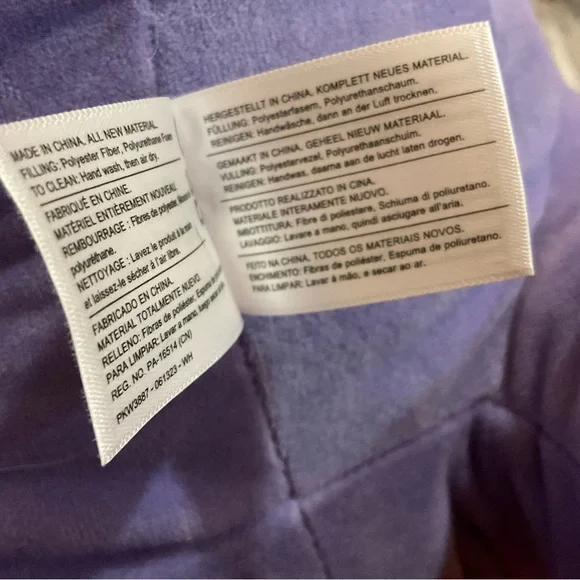 MADE IN CHINA. ALL NEW MATERIAL
FILLING: Polyester Fiber, Polyurethane Foam
TO CLEAN: Hand wash, then air dry.
FABRIQUÉ EN CHINE.
MATÉRIEL ENTIÈREMENT NOUVEAU
REMBOURRAGE : Fibres de polyester,
polyuréthane.
NETTOYAGE : Lavez le produit à la main
et laissez-le sécher à l'air libre.
FABRICADO EN CHINA.
MATERIAL TOTALMENTE NUEVO.
RELLENO: Fibras de poliéster, Espuma de
PARA LIMPIAR: Lavar a mano, luego secar
REG. NO. PA-16514 (CN)
PKW3887 - 061323 - WH
HERGESTELLT IN CHINA. KOMPLETT NEUES MATERIAL.
FÜLLUNG: Polyesterfasern, Polyurethanschaum.
REINIGEN: Handwäsche, dann an der Luft trocknen.
GEMAAKT IN CHINA. GEHEEL NIEUW MATERIAAL.
VULLING: Polyestervezel, Polyurethaanschuim.
REINIGEN: Handwas, daarna aan de lucht laten drogen.
PRODOTTO REALIZZATO IN CINA.
MATERIALE INTERAMENTE NUOVO.
IMBOTTITURA: Fibre di poliestere, Schiuma di poliuretano.
LAVAGGIO: Lavare a mano, quindi asciugare all'aria.
FEITO NA CHINA. TODOS OS MATERIAIS NOVOS.
ENCHIMENTO: Fibras de poliéster, Espuma de poliuretano.
PARA LIMPAR: Lavar à mão, e secar ao ar.